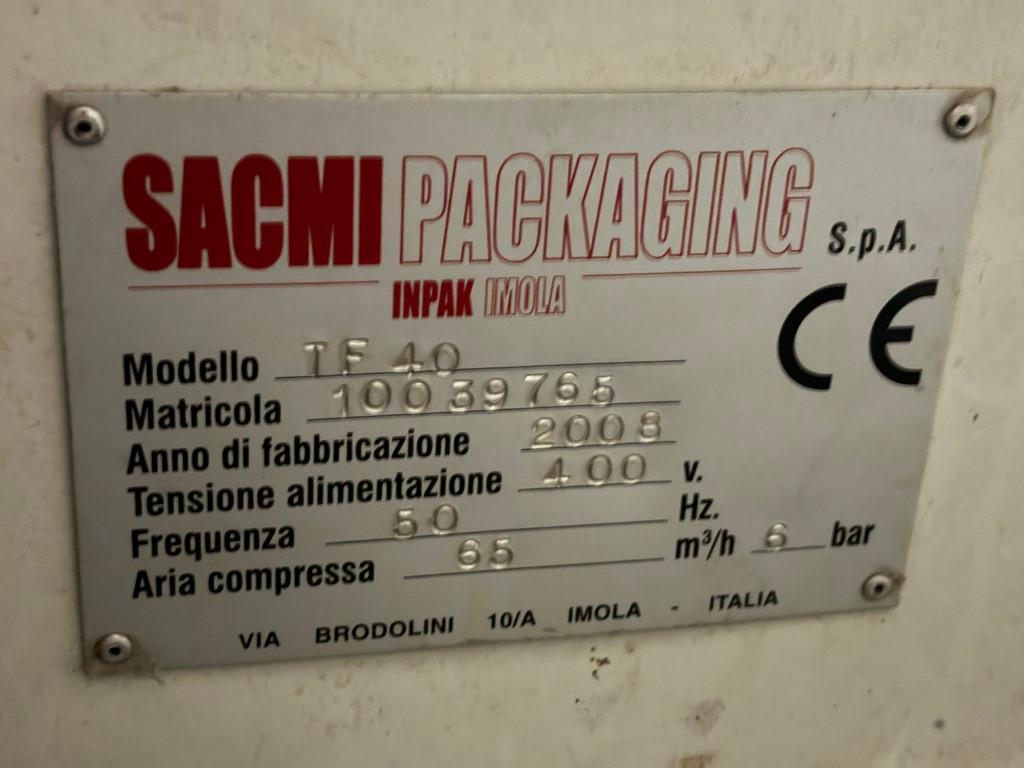 SACMI PACKAGING S.p.A.
INPAK IMOLA
CE
Modello TF 40
Matricola 10039765
Anno di fabbricazione 2008
Tensione alimentazione 400 V.
Frequenza 50 Hz.
Aria compressa 65 m³/h 6 bar
VIA BRODOLINI 10/A IMOLA - ITALIA